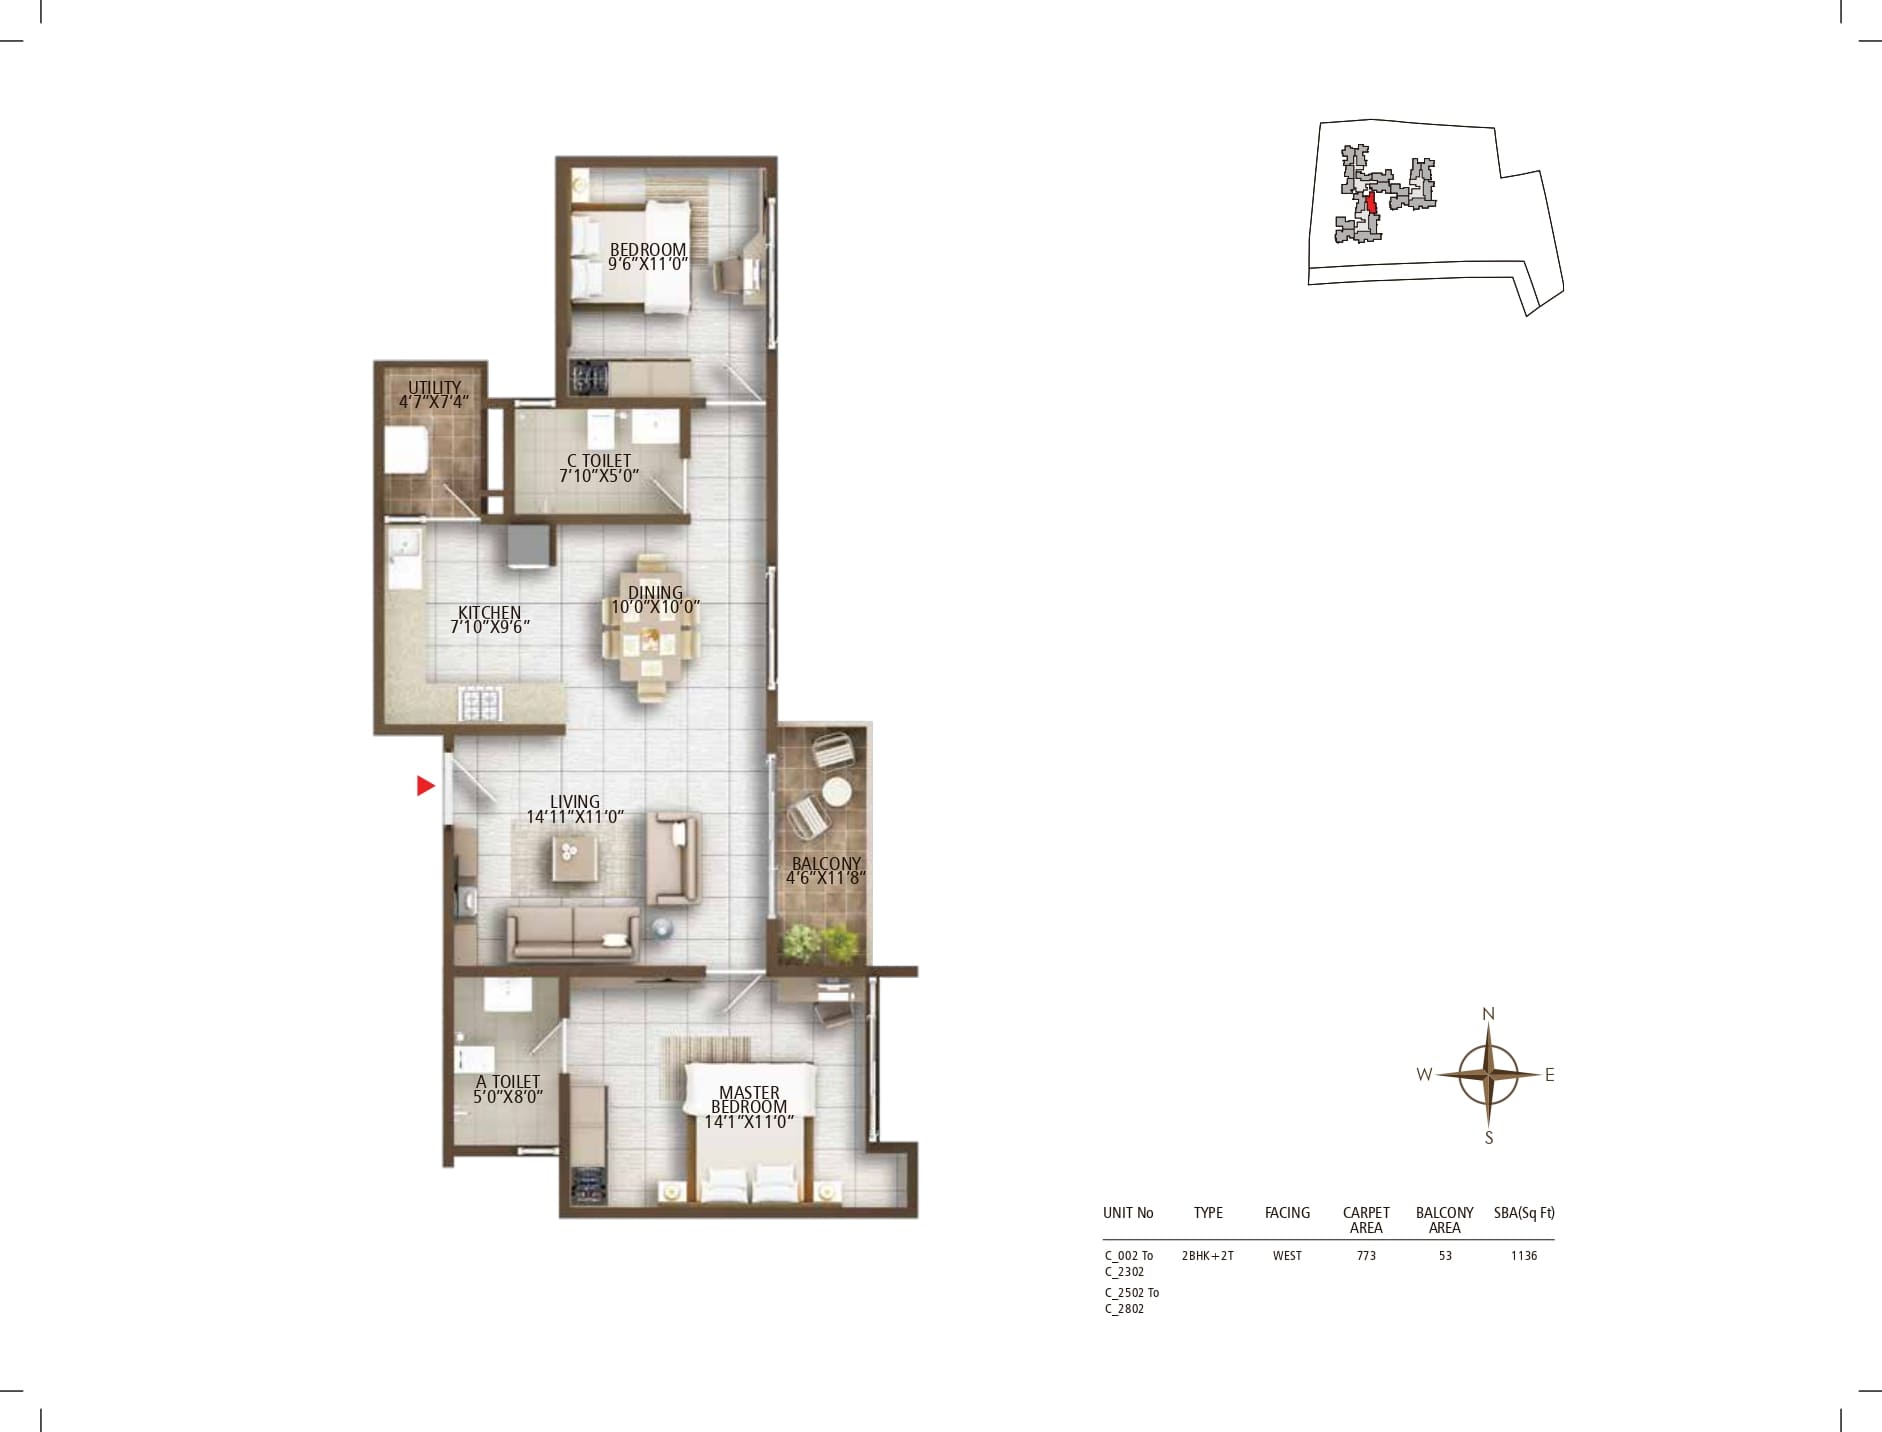 BEDROOM
9’6”X11’0”
UTILITY
4’7”X7’4“
C TOILET
7’10”X5’0”
DINING
10’0”X10’0”
KITCHEN
7’10”X9’6”
LIVING
14’11”X11’0”
BALCONY
4’6”X11’8“
A TOILET
5’0”X8’0”
MASTER
BEDROOM
14’1”X11’0”
N
W E
S
UNIT No TYPE FACING CARPET AREA BALCONY AREA SBA(Sq Ft)
C_002 To 2BHK+2T WEST 773 53 1136
C_2302
C_2502 To
C_2802